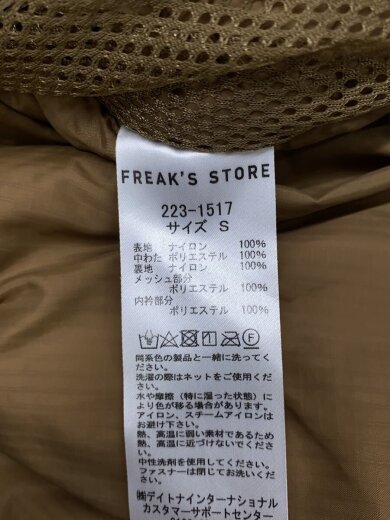 FREAK'S STORE
223-1517
サイズ S
表地 ナイロン 100%
中わた ポリエステル 100%
裏地 ナイロン 100%
メッシュ部分
ポリエステル 100%
内衿部分
ポリエステル 100%
同系色の製品と一緒に洗ってく
ださい。
洗濯の際はネットをご使用くだ
さい。
水や摩擦（特に湿った状態）に
より色が移る場合があります。
アイロン、スチームアイロンは
お避け下さい。
熱、高温に弱い素材であるため
熱、高温に近づけないでくださ
い。
中性洗剤を使用してください。
ファスナーは閉じてお洗いくだ
さい。
㈱デイトナインターナショナル
カスタマーサポートセンター